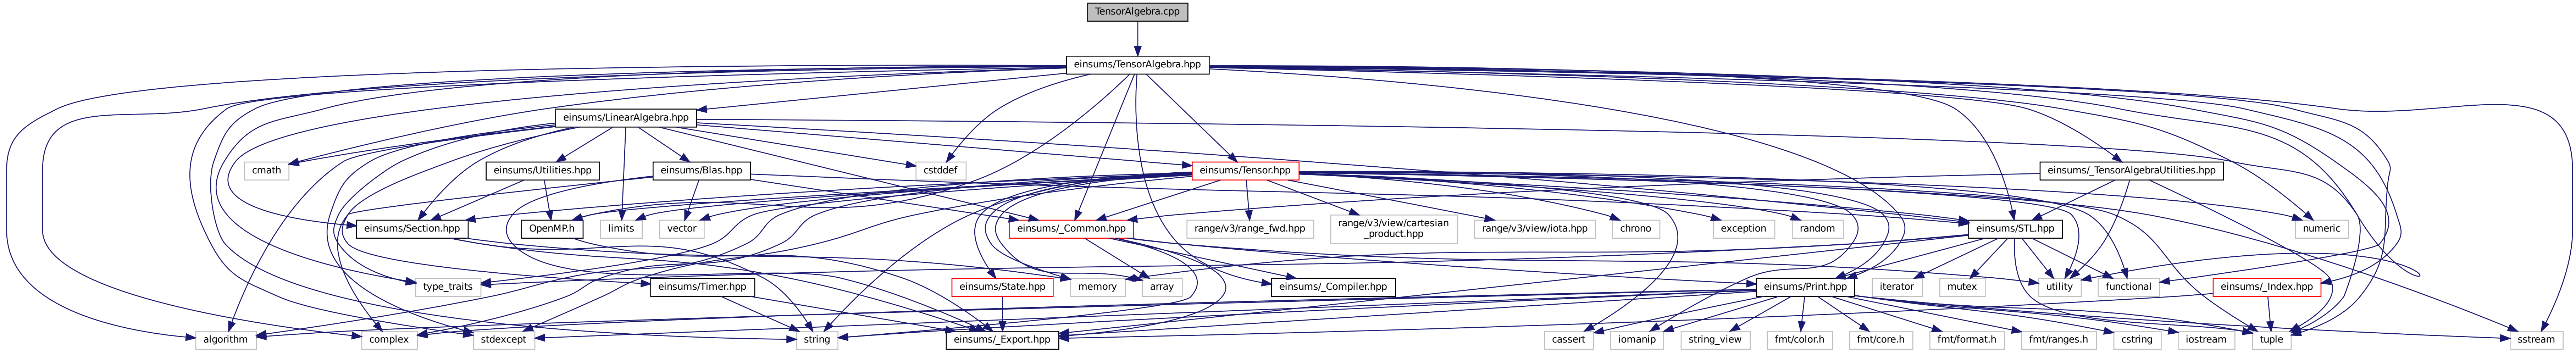 TensorAlgebra.cpp
einsums/TensorAlgebra.hpp
einsums/LinearAlgebra.hpp
cmath
einsums/Utilities.hpp
einsums/Blas.hpp
cstddef
einsums/Tensor.hpp
einsums/_TensorAlgebraUtilities.hpp
einsums/Section.hpp
OpenMP.h
limits
vector
einsums/_Common.hpp
range/v3/range_fwd.hpp
range/v3/view/cartesian
_product.hpp
range/v3/view/iota.hpp
chrono
exception
random
einsums/STL.hpp
numeric
type_traits
einsums/Timer.hpp
einsums/State.hpp
memory
array
einsums/_Compiler.hpp
einsums/Print.hpp
iterator
mutex
utility
functional
einsums/_Index.hpp
algorithm
complex
stdexcept
string
einsums/_Export.hpp
cassert
iomanip
string_view
fmt/color.h
fmt/core.h
fmt/format.h
fmt/ranges.h
cstring
iostream
tuple
sstream